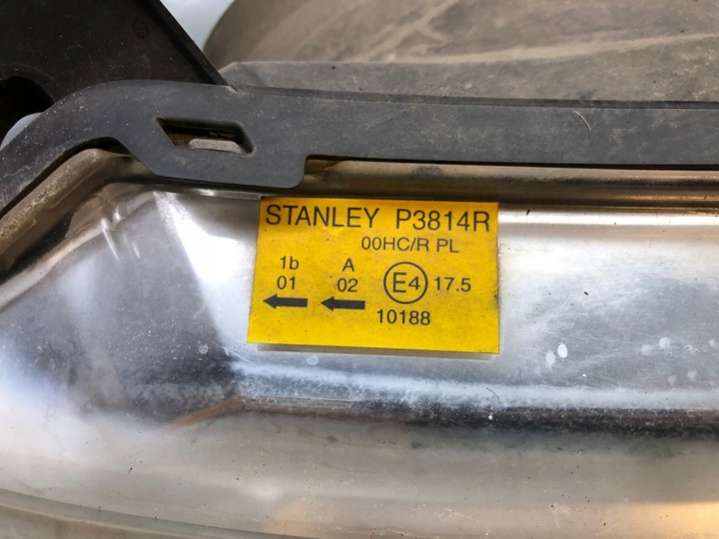 STANLEY P3814R
00HC/R PL
1b A
01 02 E4 17.5
← ←
10188